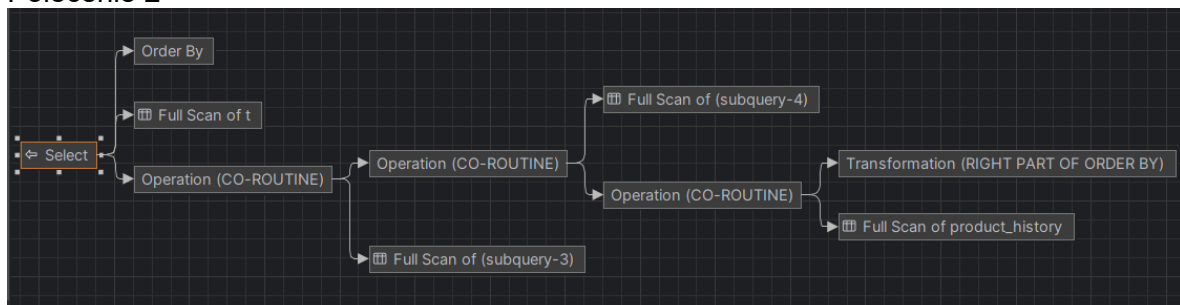 Order By
Full Scan of (subquery-4)
Full Scan of t
Select
Operation (CO-ROUTINE)
Transformation (RIGHT PART OF ORDER BY)
Operation (CO-ROUTINE)
Operation (CO-ROUTINE)
Full Scan of product_history
Full Scan of (subquery-3)